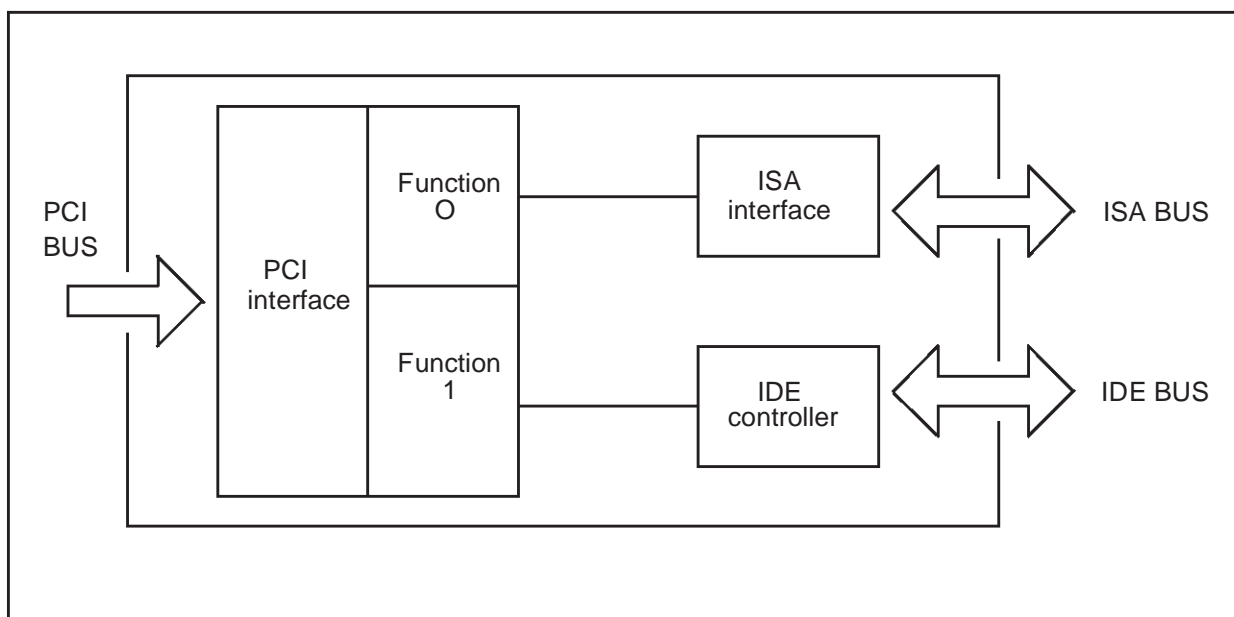 PCI
BUS
PCI
interface
Function
O
Function
1
ISA
interface
IDE
controller
ISA BUS
IDE BUS